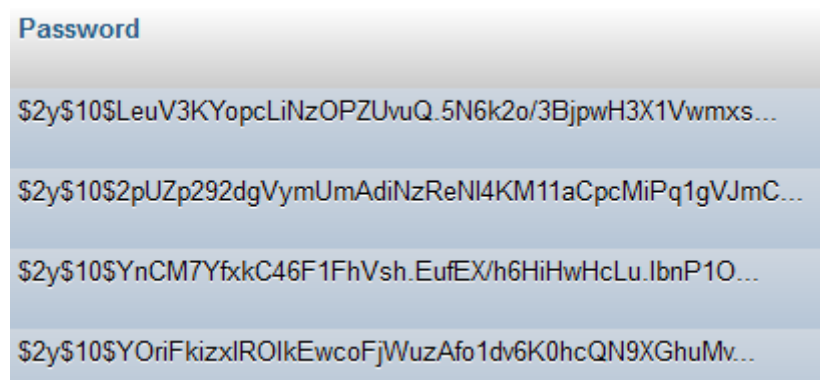 Password
$2y$10$LeuV3KYopcLiNzOPZUvuQ.5N6k2o/3BjpwH3X1Vwmxs...
$2y$10$2pUZp292dgVymUmAdiNzReNl4KM11aCpcMiPq1gVJmC...
$2y$10$YnCM7YfxkC46F1FhVsh.EufEX/h6HiHwHcLu.IbnP1O...
$2y$10$YOriFkizxlROlkEwcoFjWuzAfo1dv6K0hcQN9XGhuMv...